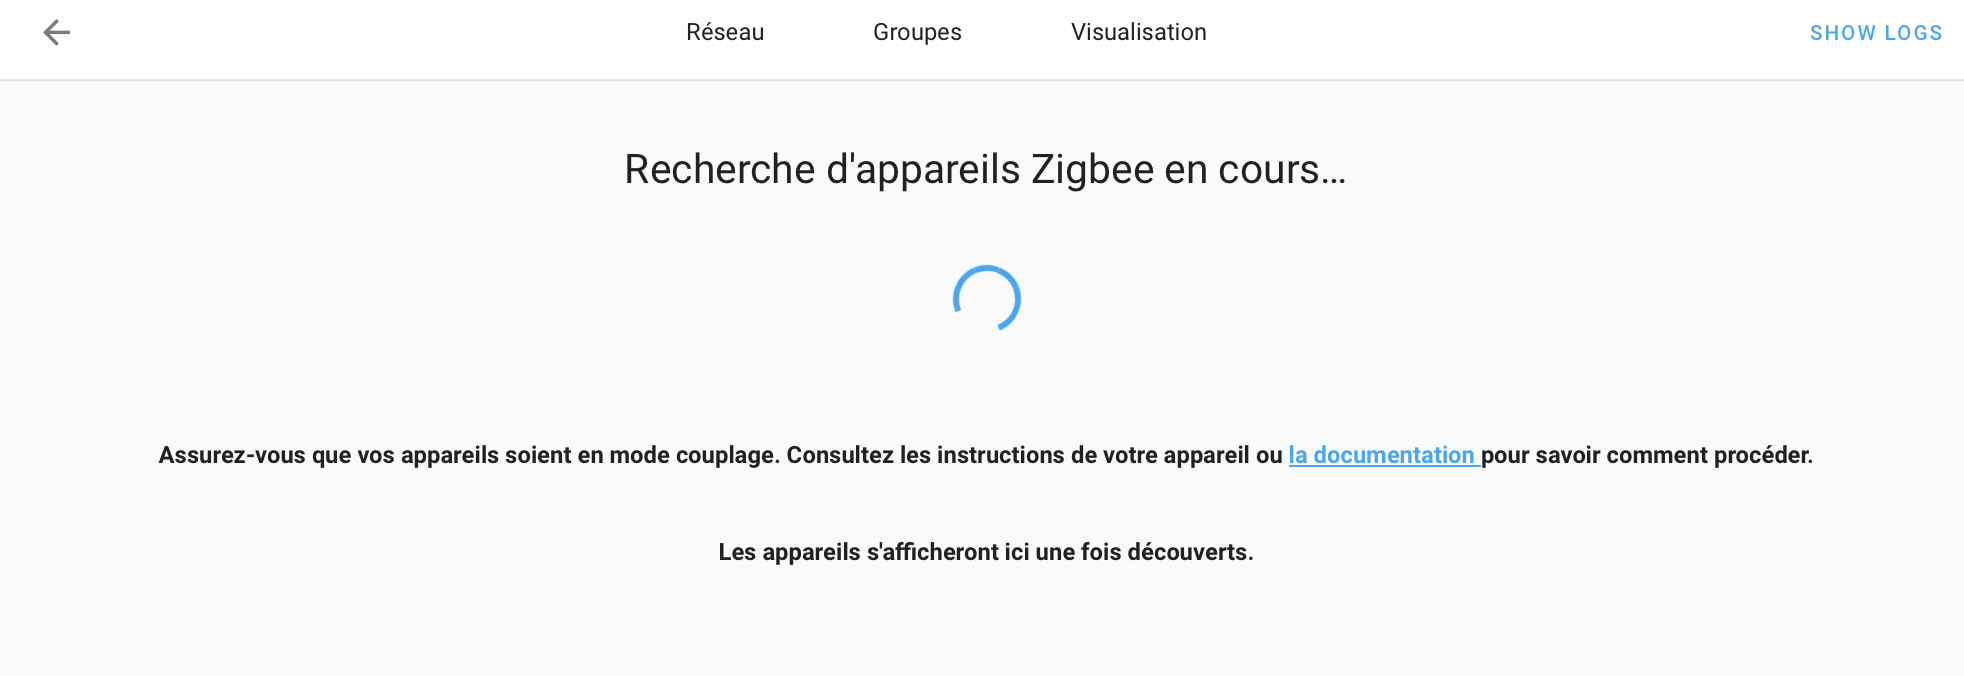 Réseau Groupes Visualisation SHOW LOGS
Recherche d'appareils Zigbee en cours…
Assurez-vous que vos appareils soient en mode couplage. Consultez les instructions de votre appareil ou la documentation pour savoir comment procéder.
Les appareils s'afficheront ici une fois découverts.